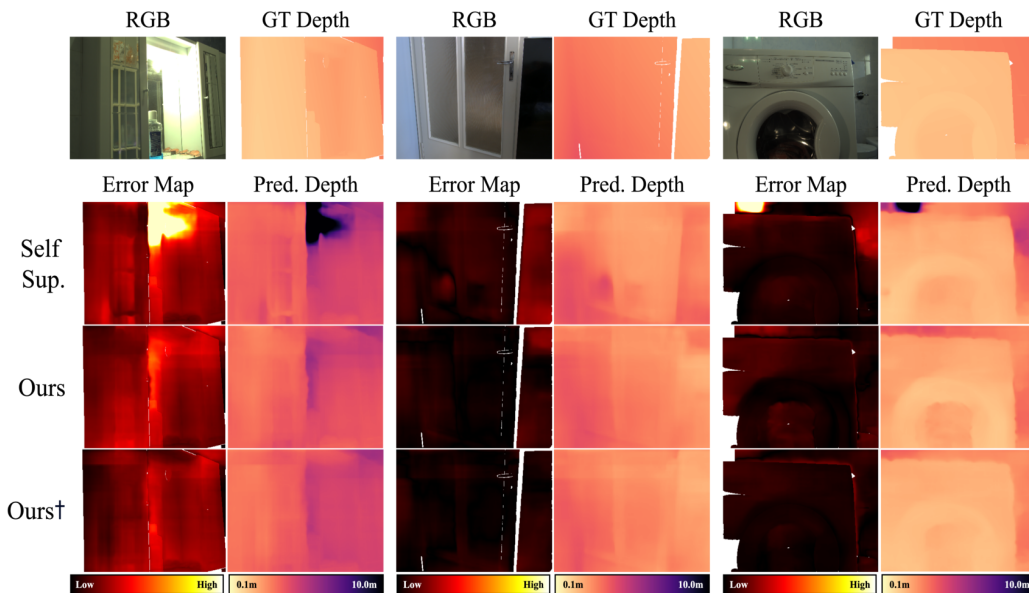 RGB GT Depth RGB GT Depth RGB GT Depth
Error Map Pred. Depth Error Map Pred. Depth Error Map Pred. Depth
Self
Sup.
Ours
Ours†
Low High 0.1m 10.0m Low High 0.1m 10.0m Low High 0.1m 10.0m